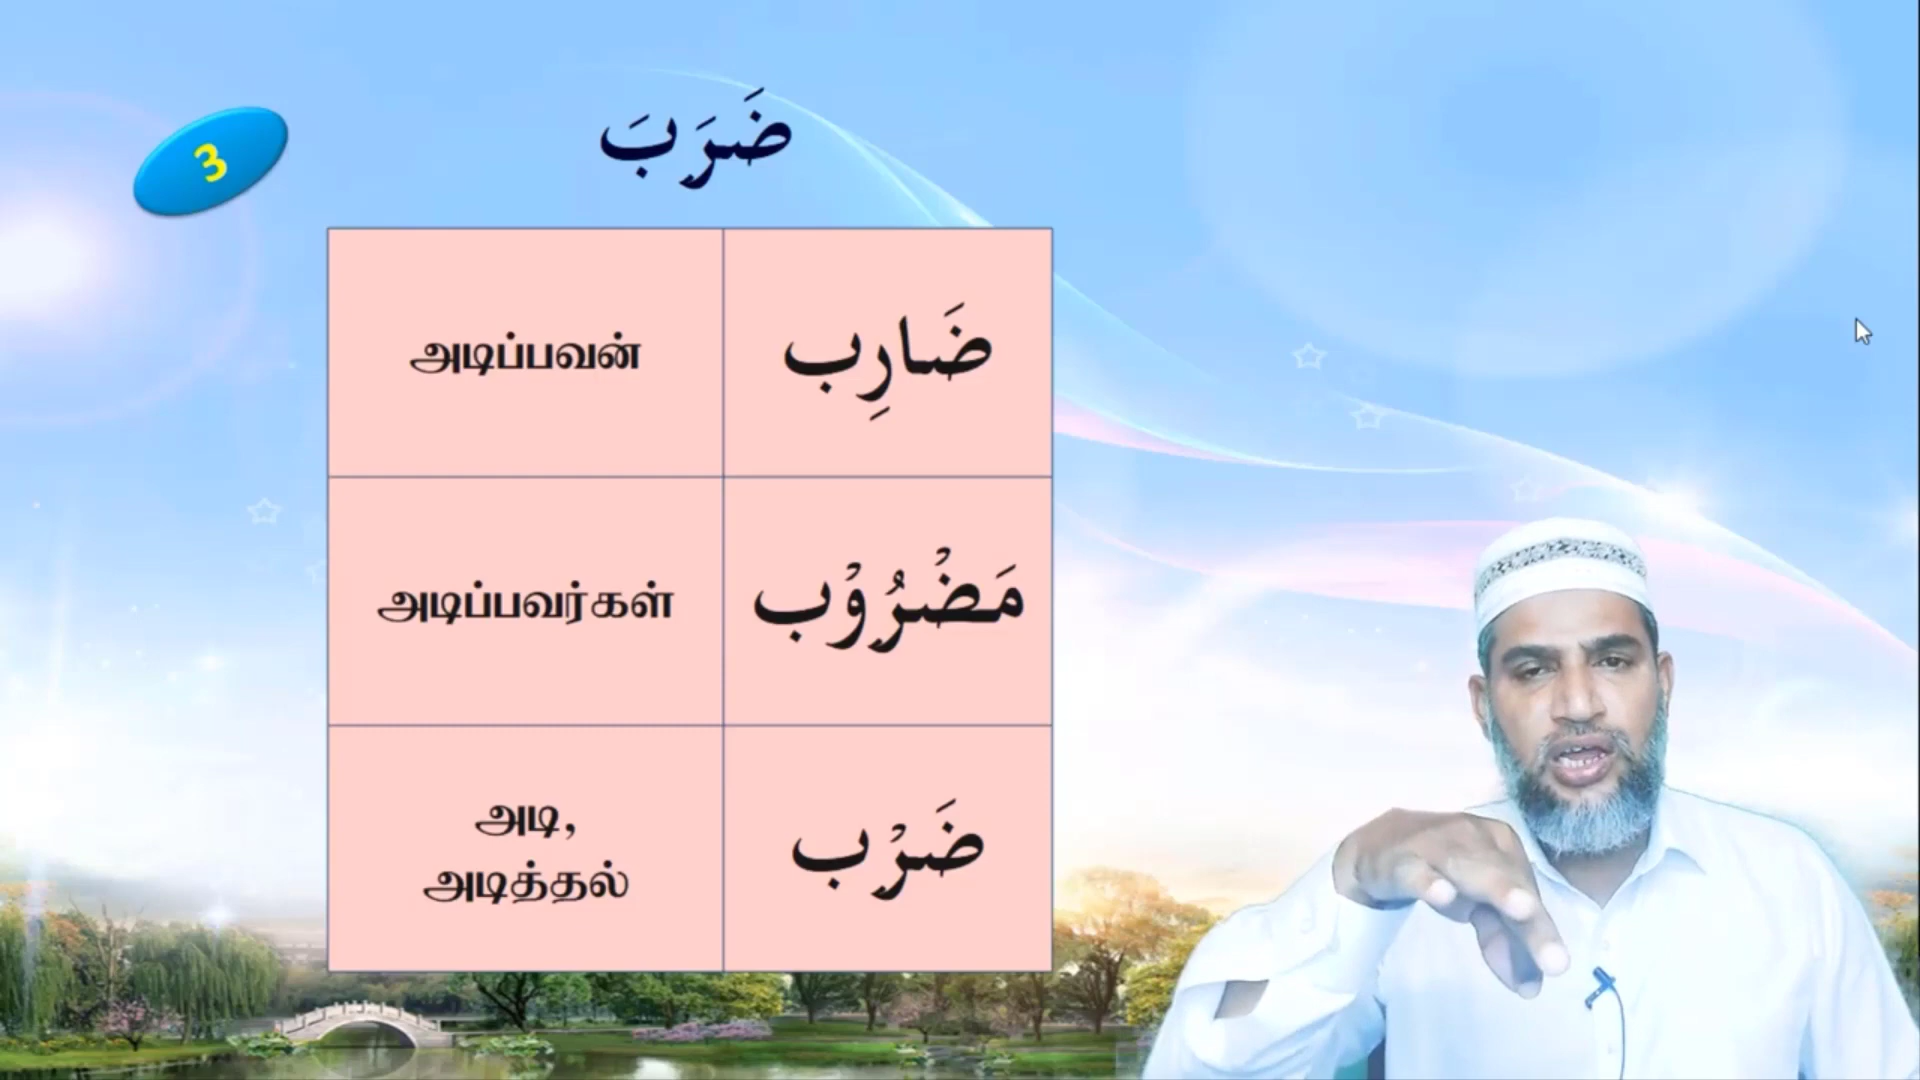 3
ضَرَبَ
அடிப்பவன் ضَارِب
அடிப்பவர்கள் مَضْرُوْب
அடி, ضَرْب
அடித்தல்